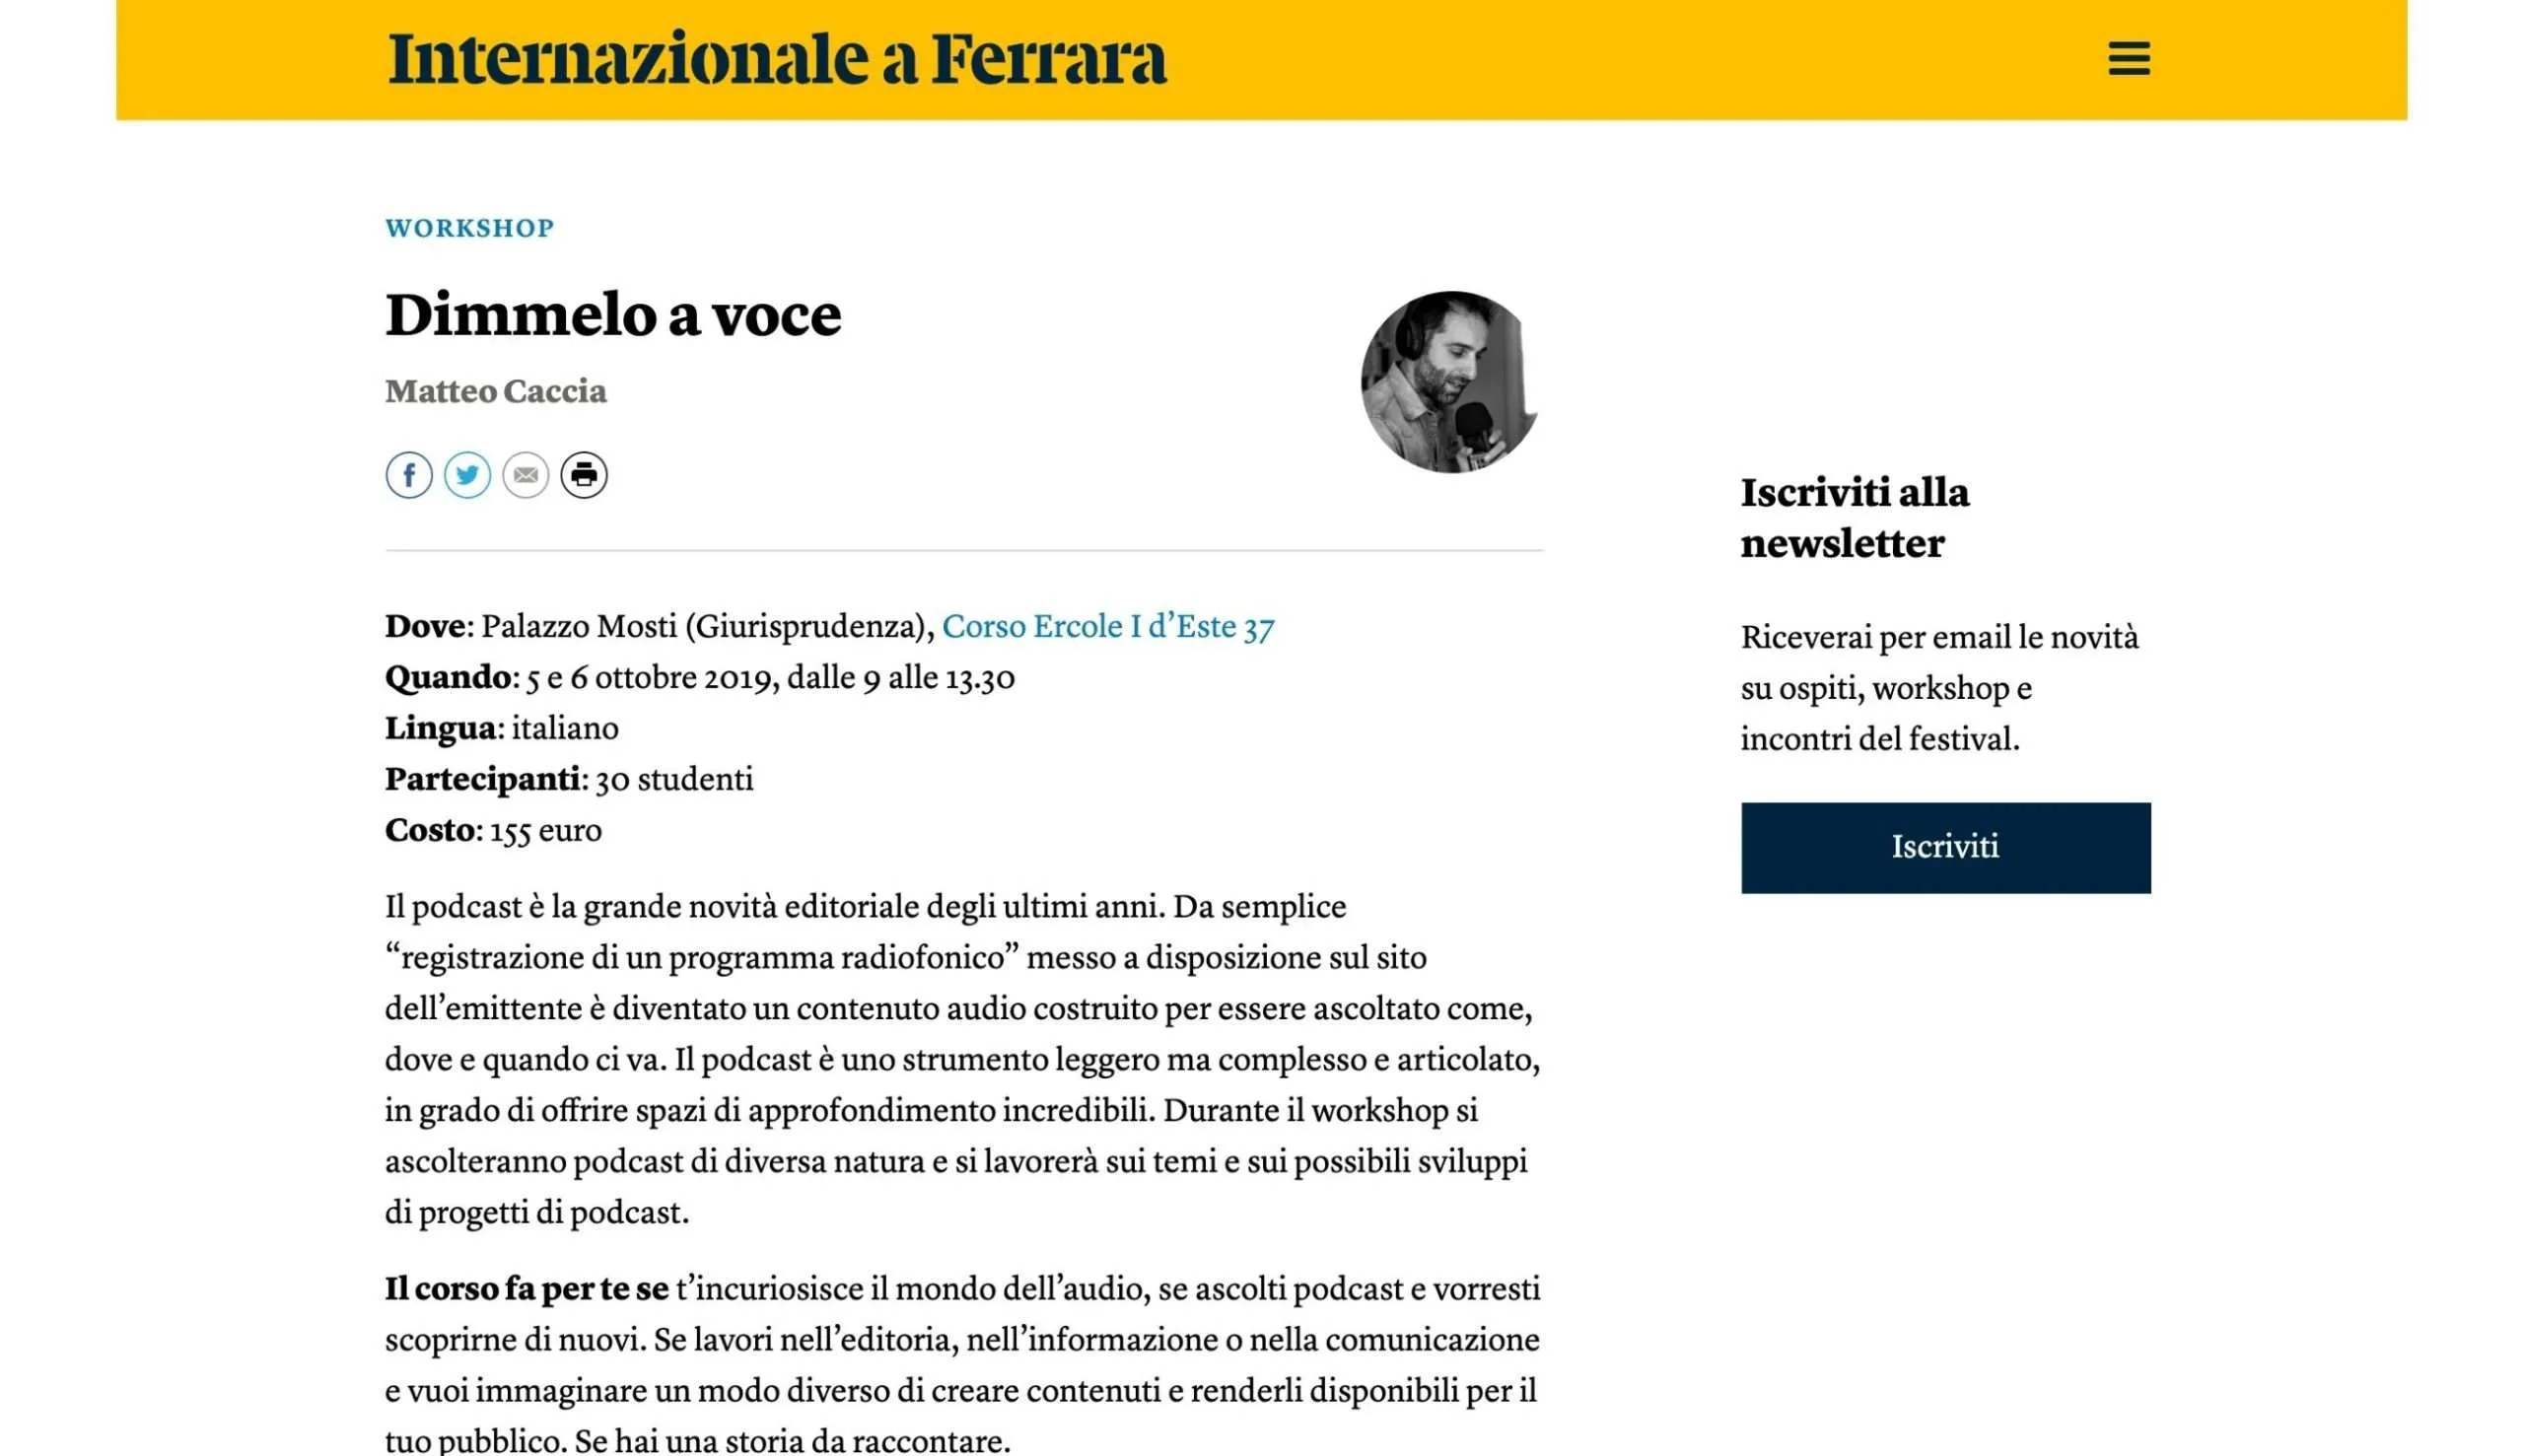 Internazionale a Ferrara
WORKSHOP
Dimmelo a voce
Matteo Caccia
Dove: Palazzo Mosti (Giurisprudenza), Corso Ercole I d’Este 37
Quando: 5 e 6 ottobre 2019, dalle 9 alle 13.30
Lingua: italiano
Partecipanti: 30 studenti
Costo: 155 euro
Il podcast è la grande novità editoriale degli ultimi anni. Da semplice
“registrazione di un programma radiofonico” messo a disposizione sul sito
dell’emittente è diventato un contenuto audio costruito per essere ascoltato come,
dove e quando ci va. Il podcast è uno strumento leggero ma complesso e articolato,
in grado di offrire spazi di approfondimento incredibili. Durante il workshop si
ascolteranno podcast di diversa natura e si lavorerà sui temi e sui possibili sviluppi
di progetti di podcast.
Il corso fa per te se t’incuriosisce il mondo dell’audio, se ascolti podcast e vorresti
scoprirne di nuovi. Se lavori nell’editoria, nell’informazione o nella comunicazione
e vuoi immaginare un modo diverso di creare contenuti e renderli disponibili per il
tuo pubblico. Se hai una storia da raccontare.
Iscriviti alla
newsletter
Riceverai per email le novità
su ospiti, workshop e
incontri del festival.
Iscriviti